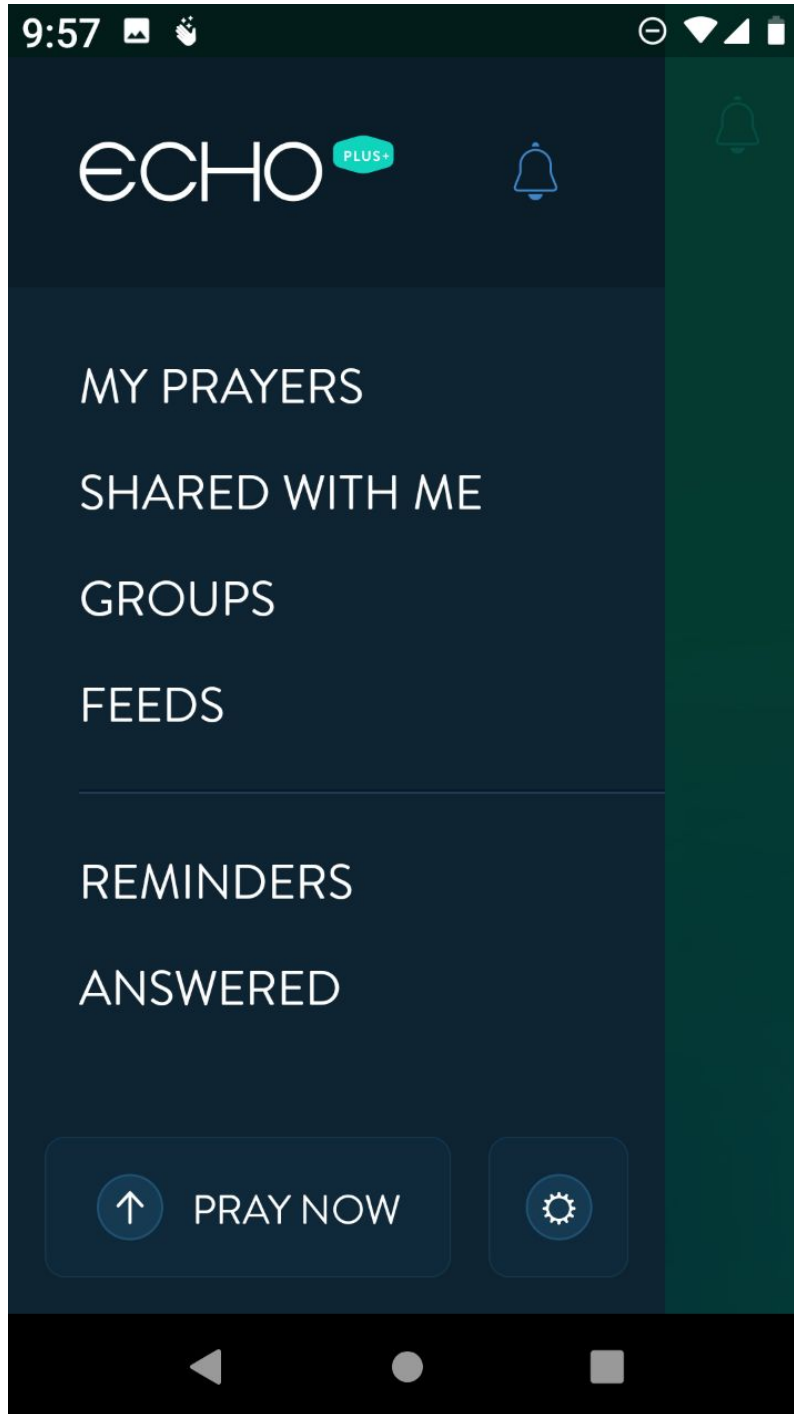 9:57
ECHO PLUS+
MY PRAYERS
SHARED WITH ME
GROUPS
FEEDS
REMINDERS
ANSWERED
PRAY NOW